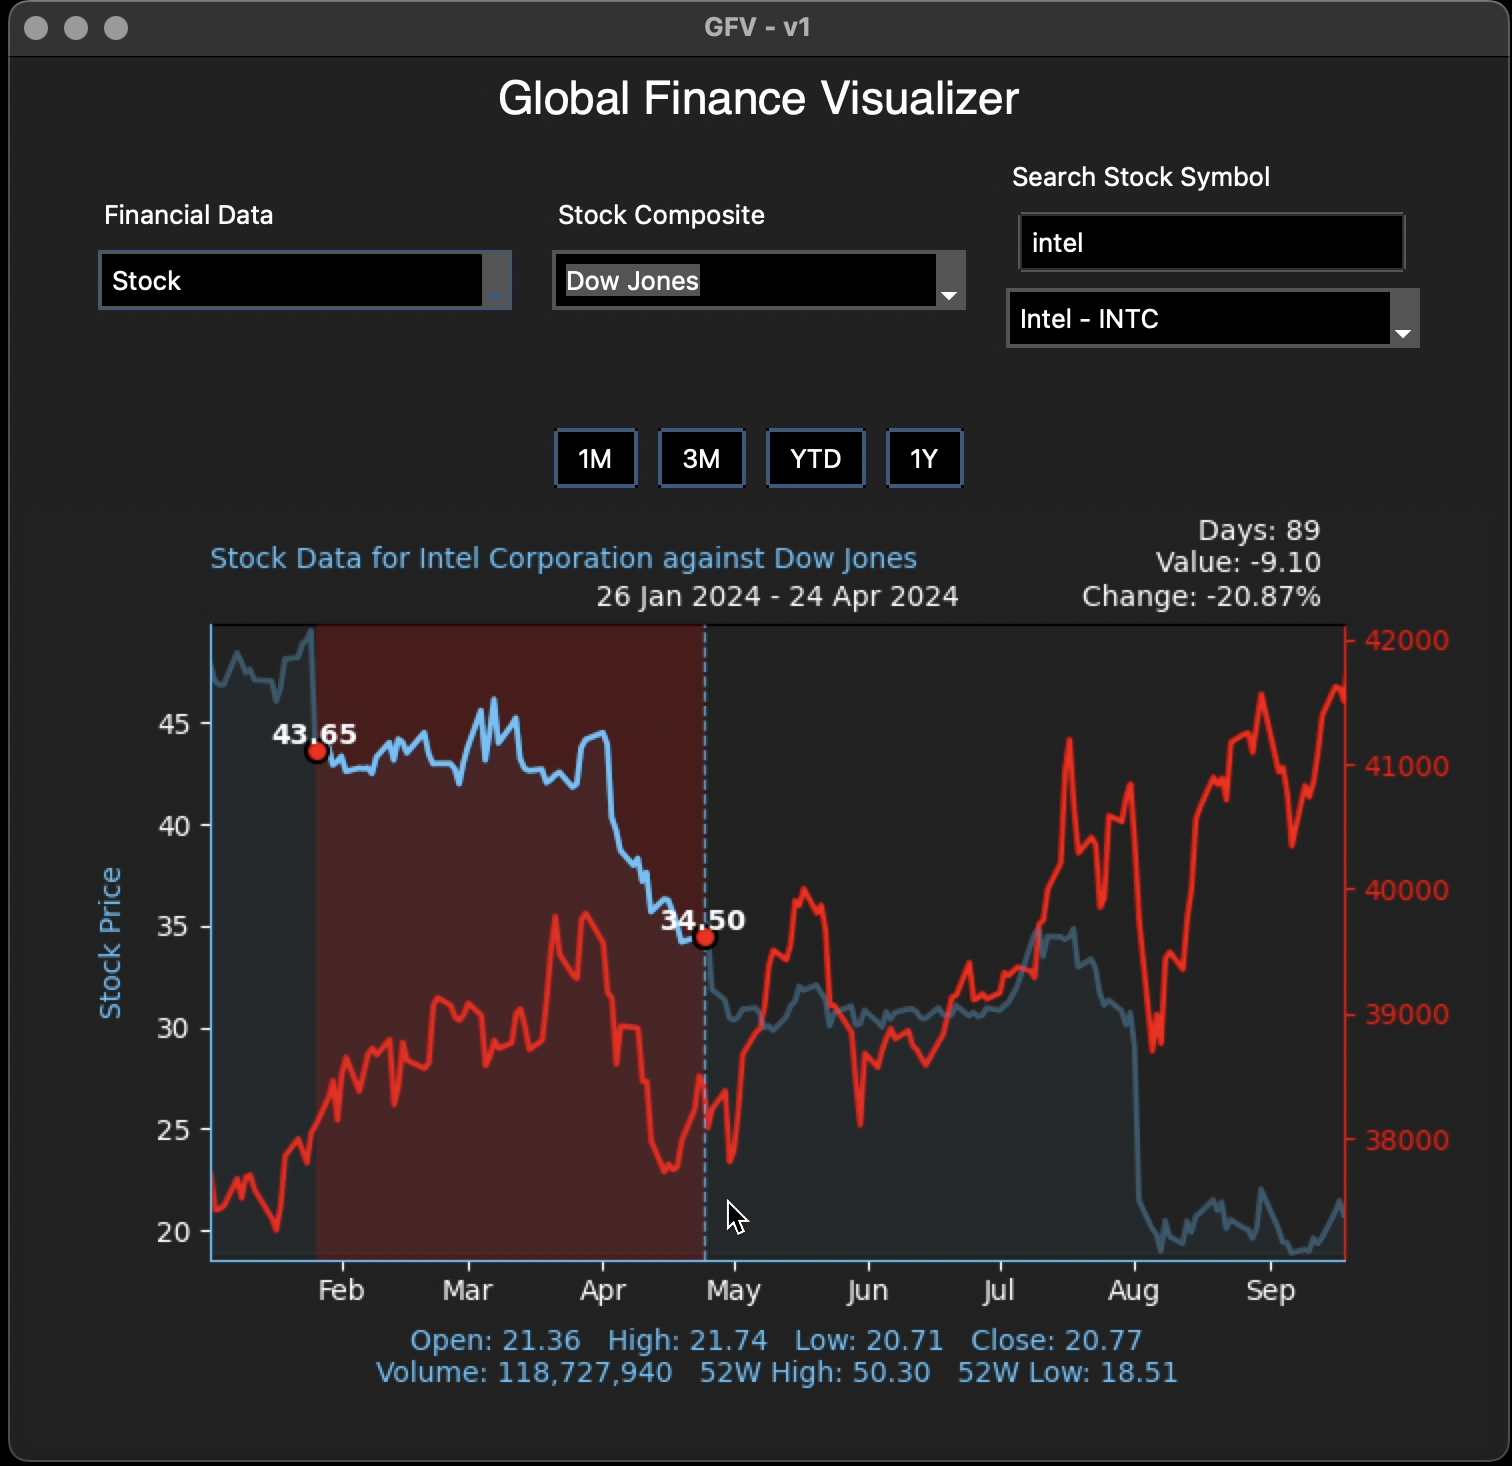 GFV - v1
Global Finance Visualizer
Search Stock Symbol
Financial Data
Stock Composite
intel
Stock
Dow Jones
Intel - INTC
1M
3M
YTD
1Y
Days: 89
Stock Data for Intel Corporation against Dow Jones
Value: -9.10
26 Jan 2024 - 24 Apr 2024
Change: -20.87%
42000
45
43.65
41000
40
40000
35
34.50
Stock Price
30
39000
25
38000
20
Feb Mar Apr May Jun Jul Aug Sep
Open: 21.36 High: 21.74 Low: 20.71 Close: 20.77
Volume: 118,727,940 52W High: 50.30 52W Low: 18.51